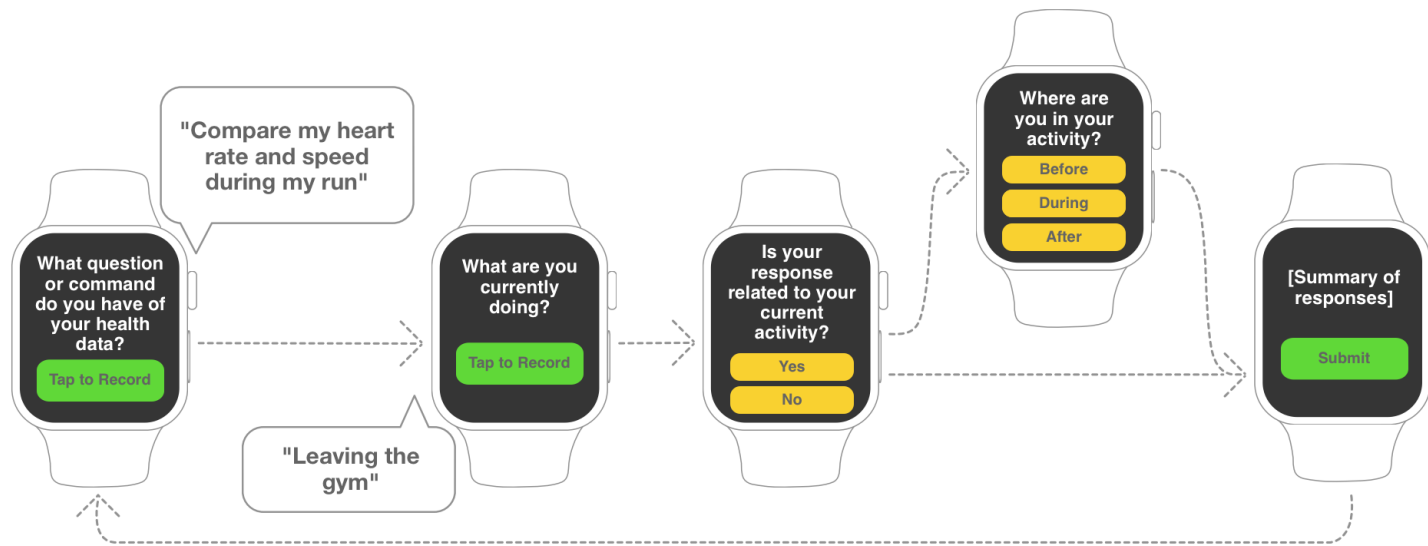 "Compare my heart
rate and speed
during my run"
What question
or command
do you have of
your health
data?
Tap to Record
"Leaving the
gym"
What are you
currently
doing?
Tap to Record
Is your
response
related to your
current
activity?
Yes
No
Where are
you in your
activity?
Before
During
After
[Summary of
responses]
Submit